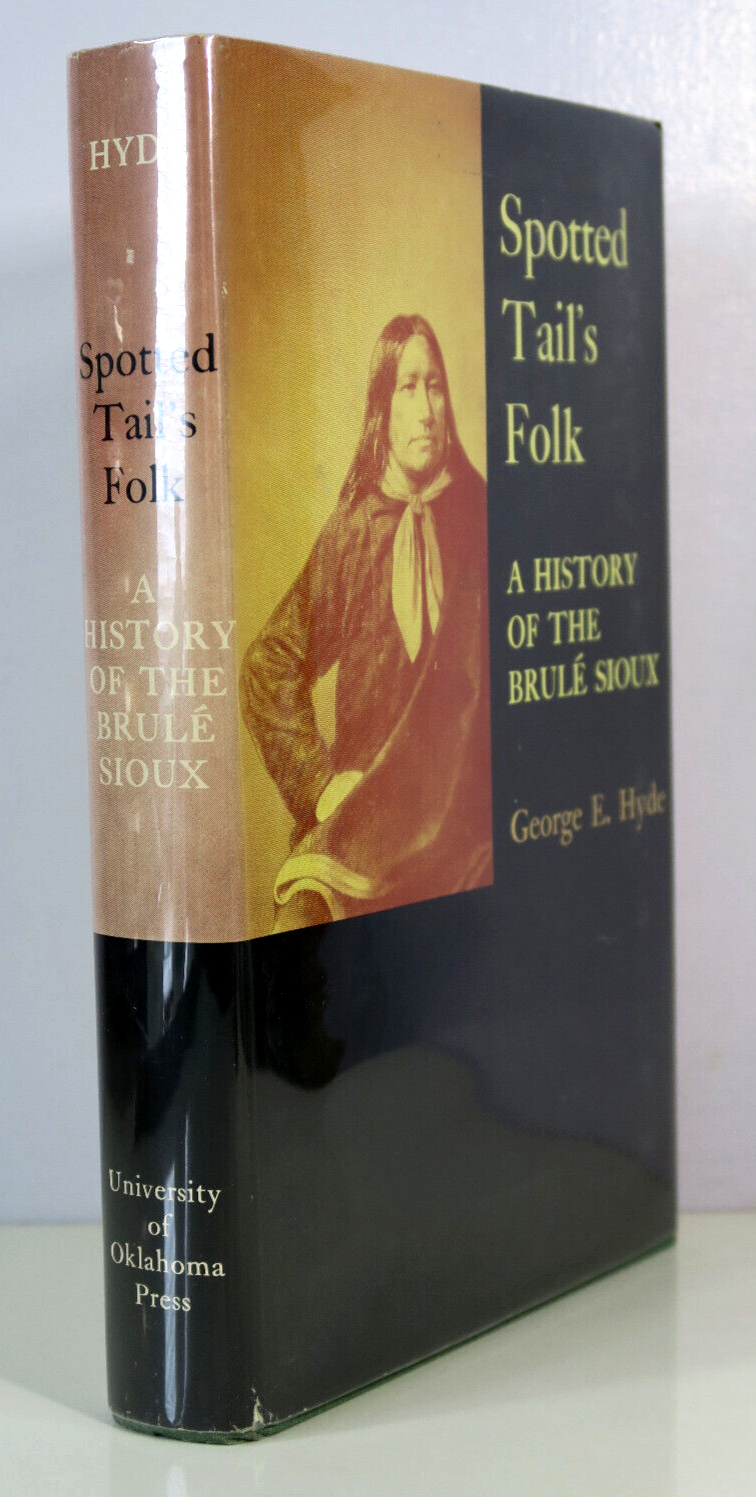 HYDE
Spotted
Tail's
Folk
A
HISTORY
OF THE
BRULÉ
SIOUX
University
of
Oklahoma
Press
Spotted
Tail's
Folk
A HISTORY
OF THE
BRULÉ SIOUX
George E. Hyde